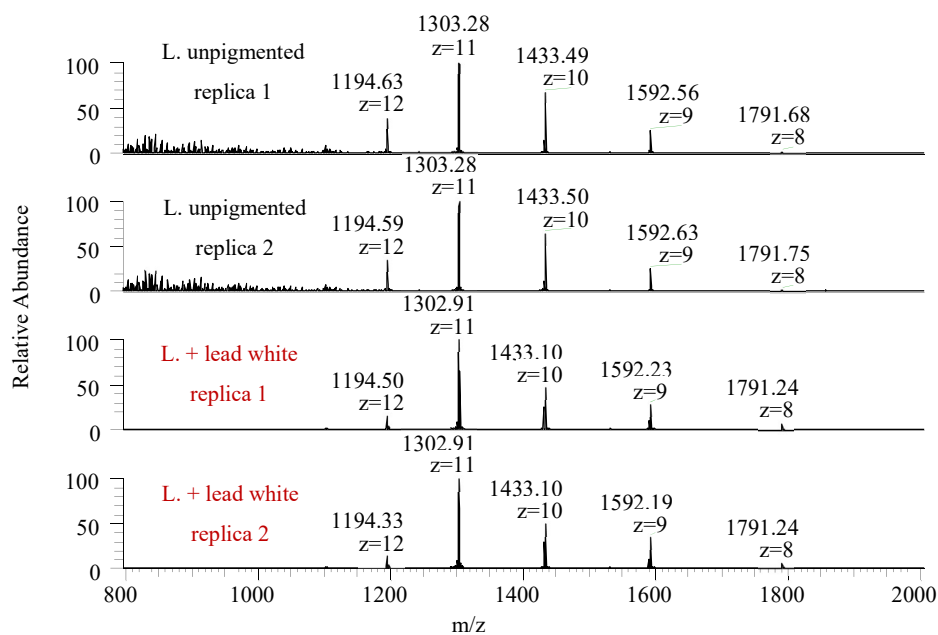 1303.28
z=11
L. unpigmented
replica 1
1433.49
z=10
1194.63
z=12
1592.56
z=9
1791.68
z=8
100
50
0
1303.28
z=11
L. unpigmented
replica 2
1433.50
z=10
1194.59
z=12
1592.63
z=9
1791.75
z=8
100
50
0
1302.91
z=11
L. + lead white
replica 1
1433.10
z=10
1194.50
z=12
1592.23
z=9
1791.24
z=8
100
50
0
1302.91
z=11
L. + lead white
replica 2
1433.10
z=10
1194.33
z=12
1592.19
z=9
1791.24
z=8
100
50
0
Relative Abundance
800 1000 1200 1400 1600 1800 2000
m/z